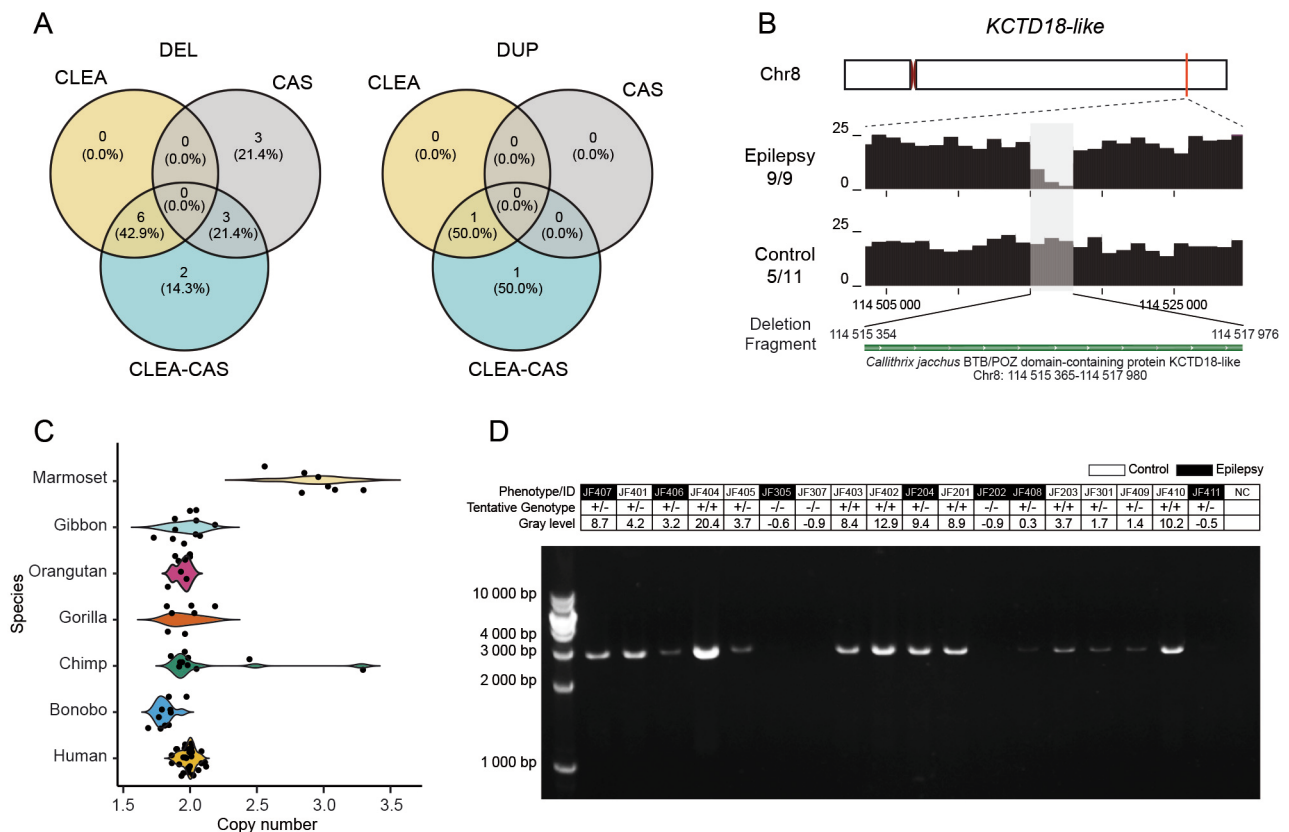 A
DEL
CLEA
CAS
0
(0.0%)
0
(0.0%)
3
(21.4%)
0
(0.0%)
6
(42.9%)
3
(21.4%)
2
(14.3%)
CLEA-CAS
DUP
CLEA
CAS
0
(0.0%)
0
(0.0%)
0
(0.0%)
0
(0.0%)
1
(50.0%)
0
(0.0%)
1
(50.0%)
CLEA-CAS
B
KCTD18-like
Chr8
25
Epilepsy
9/9
0
25
Control
5/11
0
114 505 000
114 525 000
Deletion
Fragment
114 515 354
114 517 976
Callithrix jacchus BTB/POZ domain-containing protein KCTD18-like
Chr8: 114 515 365-114 517 980
C
Species
Marmoset
Gibbon
Orangutan
Gorilla
Chimp
Bonobo
Human
1.5 2.0 2.5 3.0 3.5
Copy number
D
Control Epilepsy
Phenotype/ID JF407 JF401 JF406 JF404 JF405 JF305 JF307 JF403 JF402 JF204 JF201 JF202 JF408 JF203 JF301 JF409 JF410 JF411 NC
Tentative Genotype +/- +/- +/- +/+ +/- -/- -/- +/+ +/+ +/- +/+ -/- +/- +/+ +/- +/- +/+ +/-
Gray level 8.7 4.2 3.2 20.4 3.7 -0.6 -0.9 8.4 12.9 9.4 8.9 -0.9 0.3 3.7 1.7 1.4 10.2 -0.5
10 000 bp
4 000 bp
3 000 bp
2 000 bp
1 000 bp